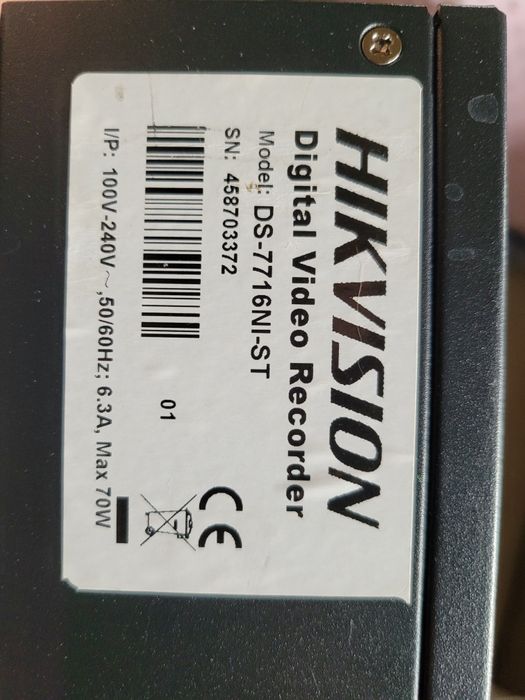 HIKVISION
Digital Video Recorder
Model: DS-7716NI-ST
SN: 458703372
01
I/P: 100V-240V~,50/60Hz; 6.3A, Max 70W
CE